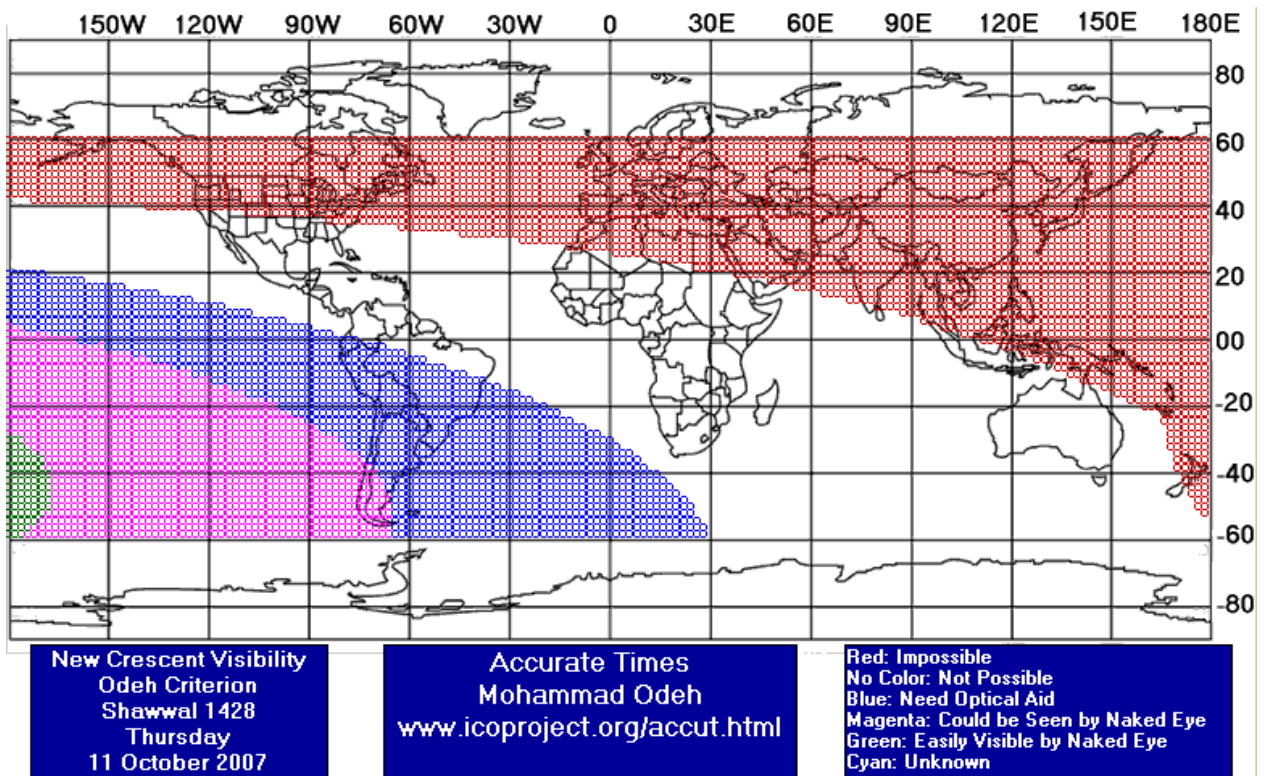 150W 120W 90W 60W 30W 0 30E 60E 90E 120E 150E 180E
80
60
40
20
00
-20
-40
-60
-80
New Crescent Visibility
Odeh Criterion
Shawwal 1428
Thursday
11 October 2007
Accurate Times
Mohammad Odeh
www.icoproject.org/accut.html
Red: Impossible
No Color: Not Possible
Blue: Need Optical Aid
Magenta: Could be Seen by Naked Eye
Green: Easily Visible by Naked Eye
Cyan: Unknown